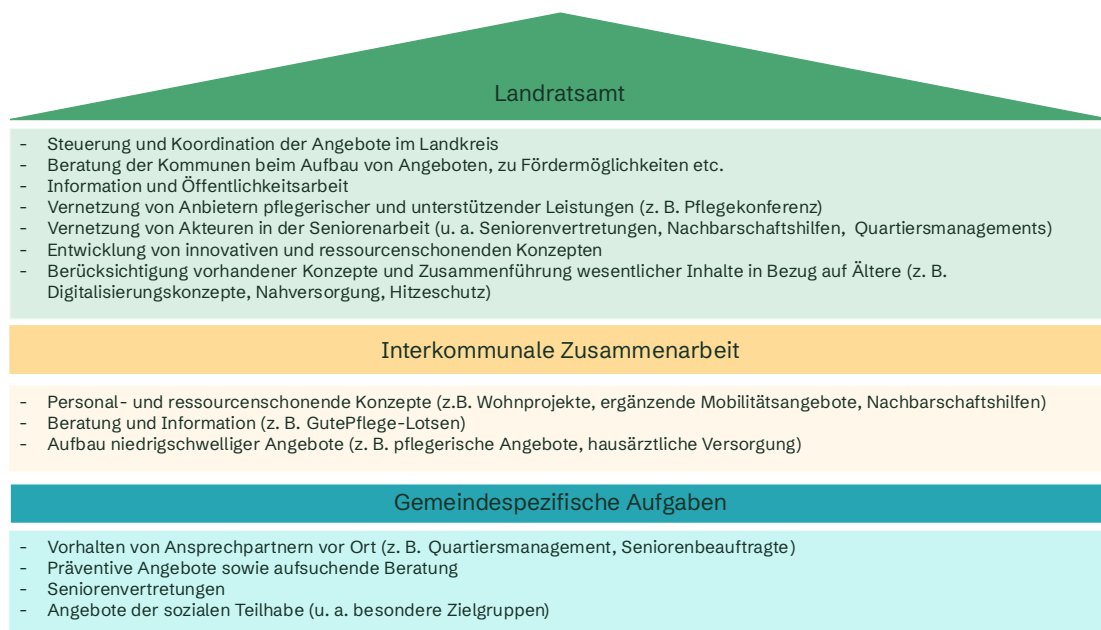 Landratsamt
- Steuerung und Koordination der Angebote im Landkreis
- Beratung der Kommunen beim Aufbau von Angeboten, zu Fördermöglichkeiten etc.
- Information und Öffentlichkeitsarbeit
- Vernetzung von Anbietern pflegerischer und unterstützender Leistungen (z. B. Pflegekonferenz)
- Vernetzung von Akteuren in der Seniorenarbeit (u. a. Seniorenvertretungen, Nachbarschaftshilfen, Quartiersmanagements)
- Entwicklung von innovativen und ressourcenschonenden Konzepten
- Berücksichtigung vorhandener Konzepte und Zusammenführung wesentlicher Inhalte in Bezug auf Ältere (z. B.
Digitalisierungskonzepte, Nahversorgung, Hitzeschutz)
Interkommunale Zusammenarbeit
- Personal- und ressourcenschonende Konzepte (z.B. Wohnprojekte, ergänzende Mobilitätsangebote, Nachbarschaftshilfen)
- Beratung und Information (z. B. GutePflege-Lotsen)
- Aufbau niedrigschwelliger Angebote (z. B. pflegerische Angebote, hausärztliche Versorgung)
Gemeindespezifische Aufgaben
- Vorhalten von Ansprechpartnern vor Ort (z. B. Quartiersmanagement, Seniorenbeauftragte)
- Präventive Angebote sowie aufsuchende Beratung
- Seniorenvertretungen
- Angebote der sozialen Teilhabe (u. a. besondere Zielgruppen)